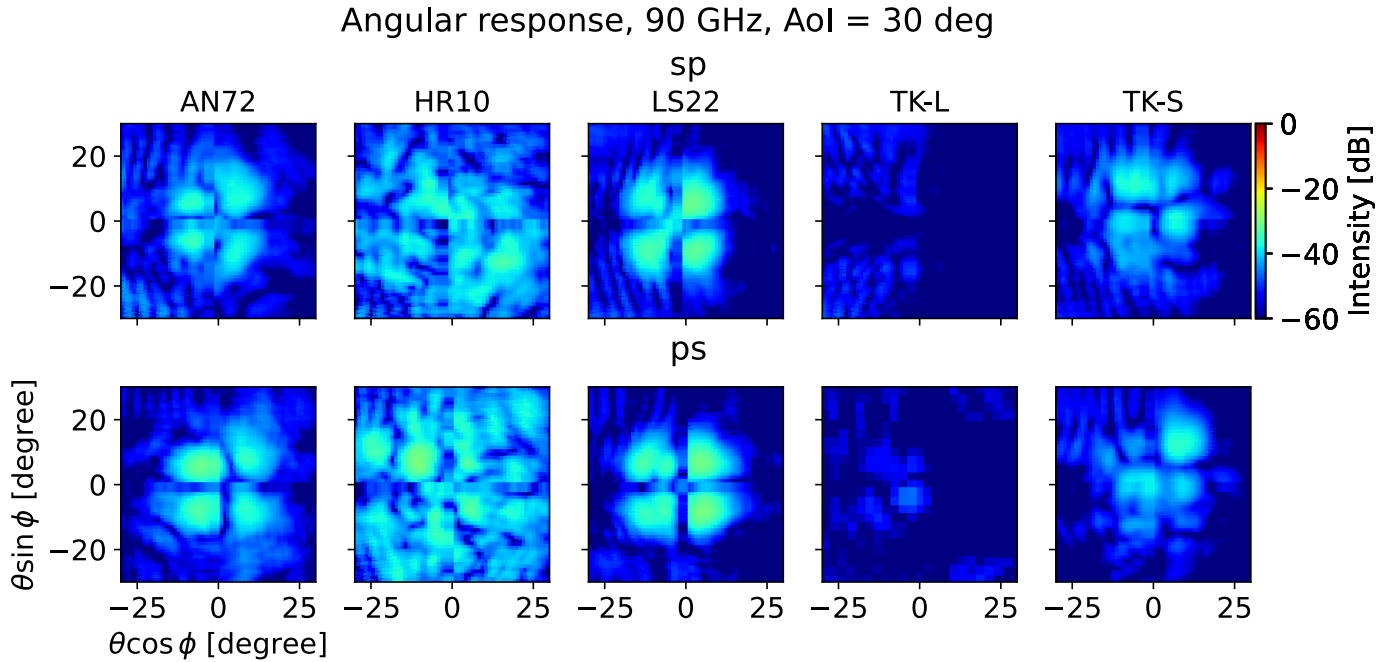 Angular response, 90 GHz, AoI = 30 deg
sp
AN72 HR10 LS22 TK-L TK-S
20
0
−20
0
−20
−40
−60
Intensity [dB]
ps
20
0
−20
θsin ϕ [degree]
−25 0 25 −25 0 25 −25 0 25 −25 0 25 −25 0 25
θcos ϕ [degree]